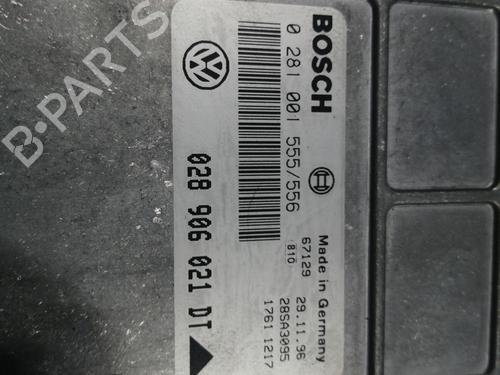 BOSCH
0 281 001 555/556
Made in Germany
67129
810
29.11.96
28SA3095
1761 1217
028 906 021 DT
B-PARTS